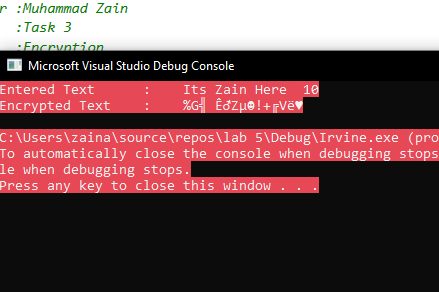 r :Muhammad Zain
:Task 3
:Encryption
Microsoft Visual Studio Debug Console
Entered Text      :    Its Zain Here  10
Encrypted Text    :    %G╣ Ê♂Zµ☻!+╔Vë♥
C:\Users\zaina\source\repos\lab 5\Debug\Irvine.exe (pro
To automatically close the console when debugging stops
le when debugging stops.
Press any key to close this window . . .